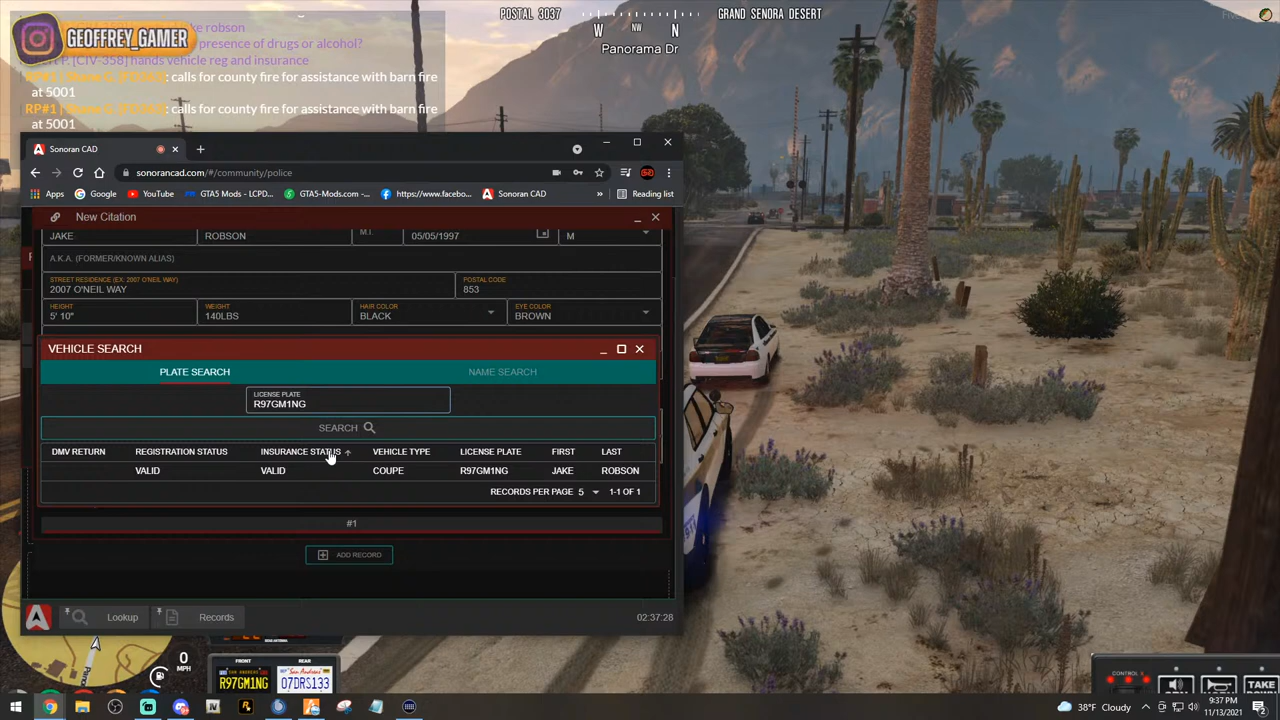 POSTAL 3037
W NW N
GRAND SENORA DESERT
Panorama Dr
robson
GEOFFREY_GAMER
presence of drugs or alcohol?
[CIV-358] hands vehicle reg and insurance
: calls for county fire for assistance with barn fire
at 5001
: calls for county fire for assistance with barn fire
at 5001
Sonoran CAD
sonorancad.com/#/community/police
Apps Google YouTube GTA5 Mods - LCPD... GTA5-Mods.com -... https://www.facebo... Sonoran CAD » Reading list
New Citation
JAKE ROBSON M.I. 05/05/1997 M
A.K.A. (FORMER/KNOWN ALIAS)
STREET RESIDENCE (EX: 2007 O'NEIL WAY) POSTAL CODE
2007 O'NEIL WAY 853
HEIGHT WEIGHT HAIR COLOR EYE COLOR
5' 10" 140LBS BLACK BROWN
VEHICLE SEARCH
PLATE SEARCH NAME SEARCH
LICENSE PLATE
R97GM1NG
SEARCH
DMV RETURN REGISTRATION STATUS INSURANCE STATUS VEHICLE TYPE LICENSE PLATE FIRST LAST
VALID VALID COUPE R97GM1NG JAKE ROBSON
RECORDS PER PAGE 5 1-1 OF 1
#1
ADD RECORD
Lookup Records 02:37:28
0
MPH
FRONT REAR
R97GM1NG 07DRS133
CONTROL
TAKE
DOWN
38°F Cloudy
9:37 PM
11/13/2021
2